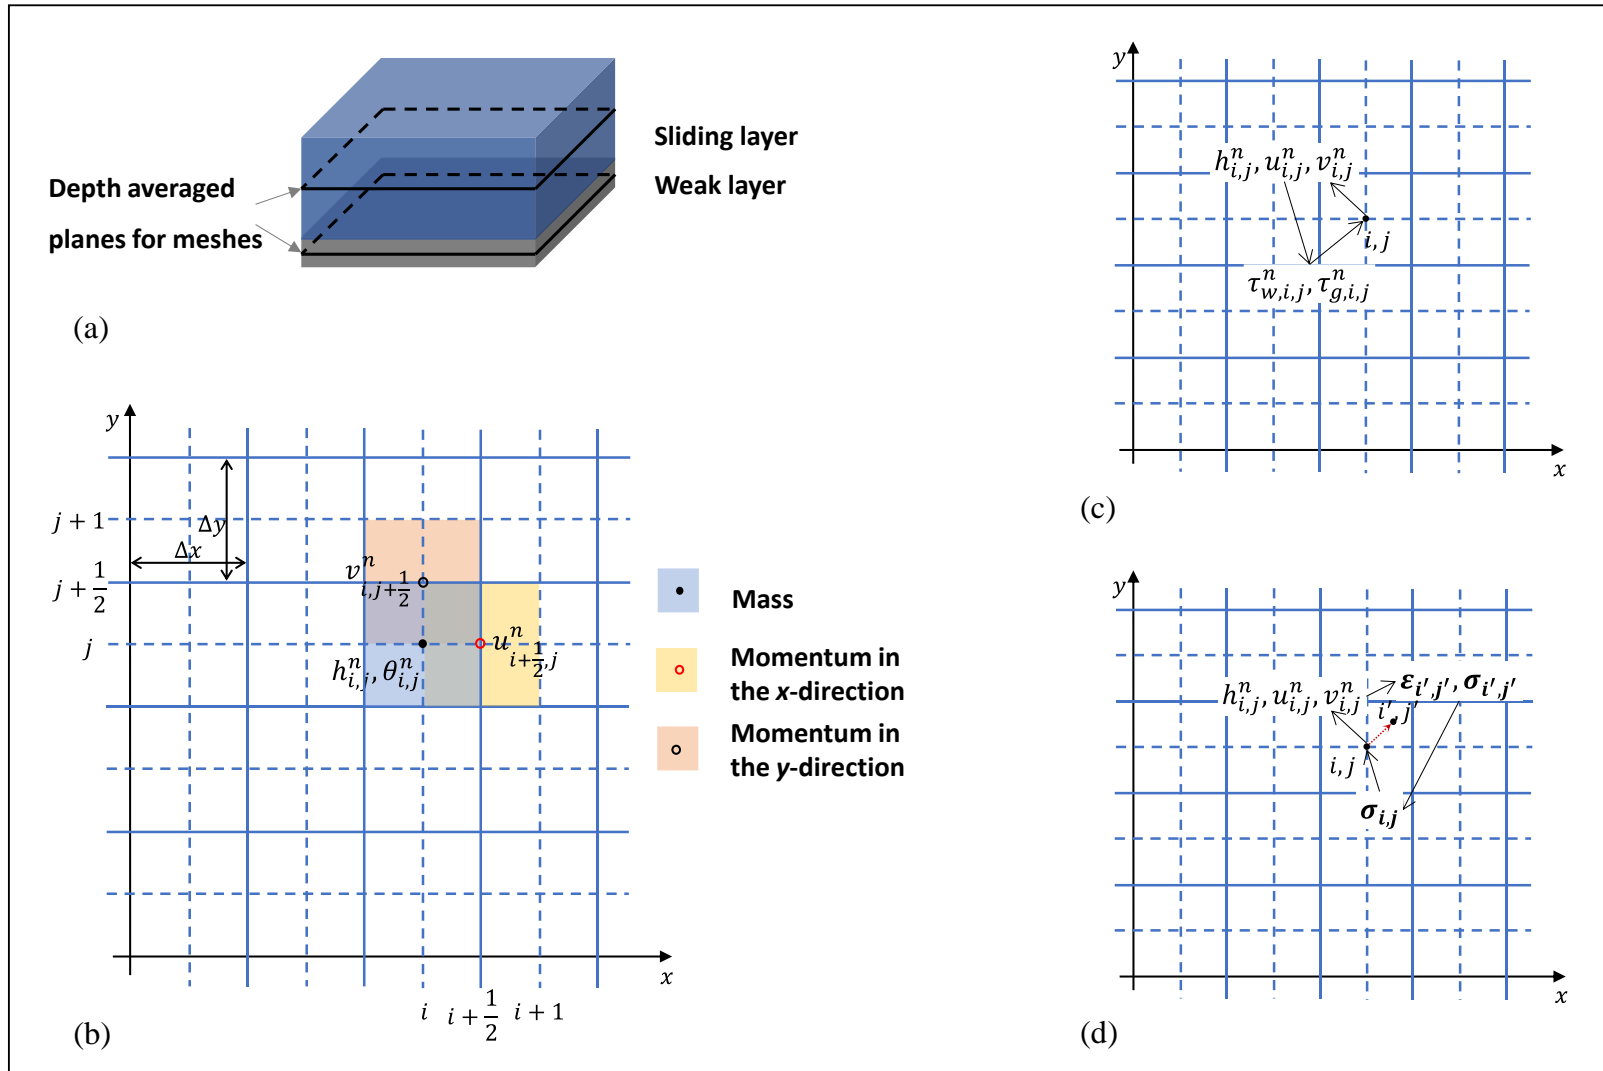 Sliding layer
Weak layer
Depth averaged
planes for meshes
(a)
y
j + 1
Δy
Δx
j + 1/2
v^n_{i,j+1/2}
j
u^n_{i+1/2,j}
h^n_{i,j}, θ^n_{i,j}
x
i i + 1/2 i + 1
(b)
Mass
Momentum in
the x-direction
Momentum in
the y-direction
y
h^n_{i,j}, u^n_{i,j}, v^n_{i,j}
i, j
τ^n_{w,i,j}, τ^n_{g,i,j}
x
(c)
y
ε_{i′,j′}, σ_{i′,j′}
h^n_{i,j}, u^n_{i,j}, v^n_{i,j}
i′, j′
i, j
σ_{i,j}
x
(d)